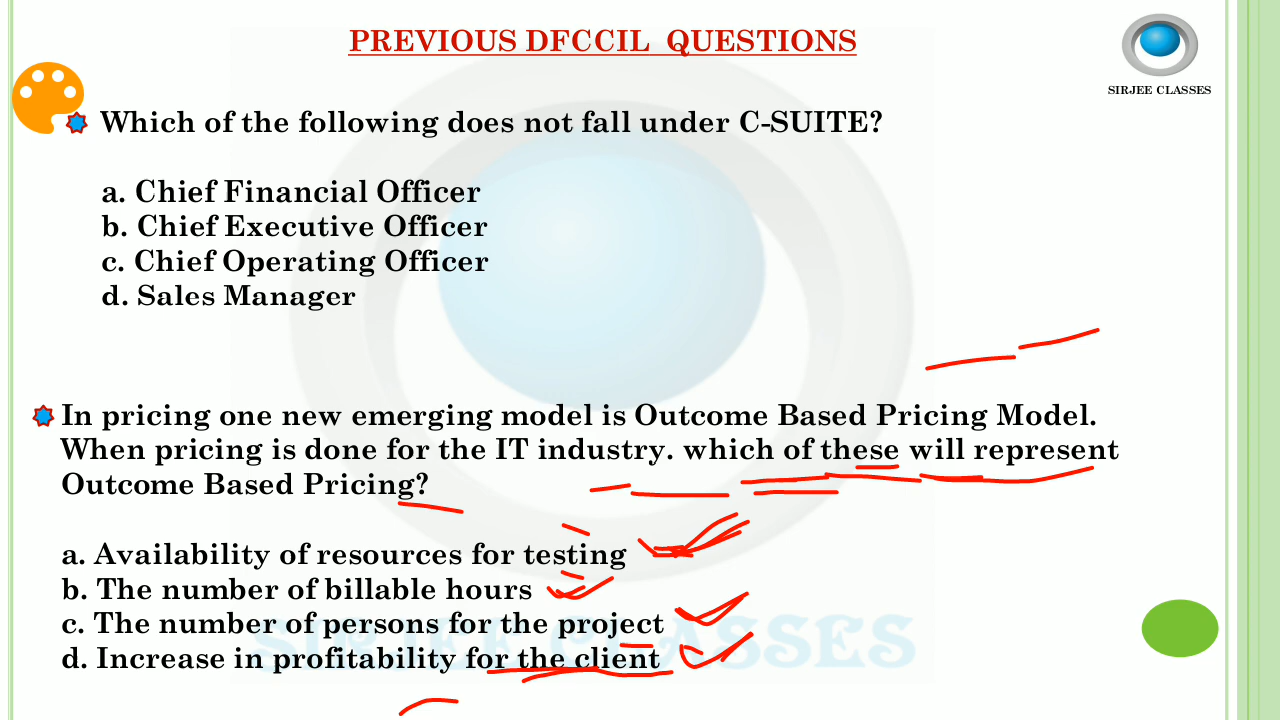 PREVIOUS DFCCIL QUESTIONS
SIRJEE CLASSES
Which of the following does not fall under C-SUITE?
a. Chief Financial Officer
b. Chief Executive Officer
c. Chief Operating Officer
d. Sales Manager
In pricing one new emerging model is Outcome Based Pricing Model.
When pricing is done for the IT industry. which of these will represent
Outcome Based Pricing?
a. Availability of resources for testing
b. The number of billable hours
c. The number of persons for the project
d. Increase in profitability for the client
SIRJEE CLASSES